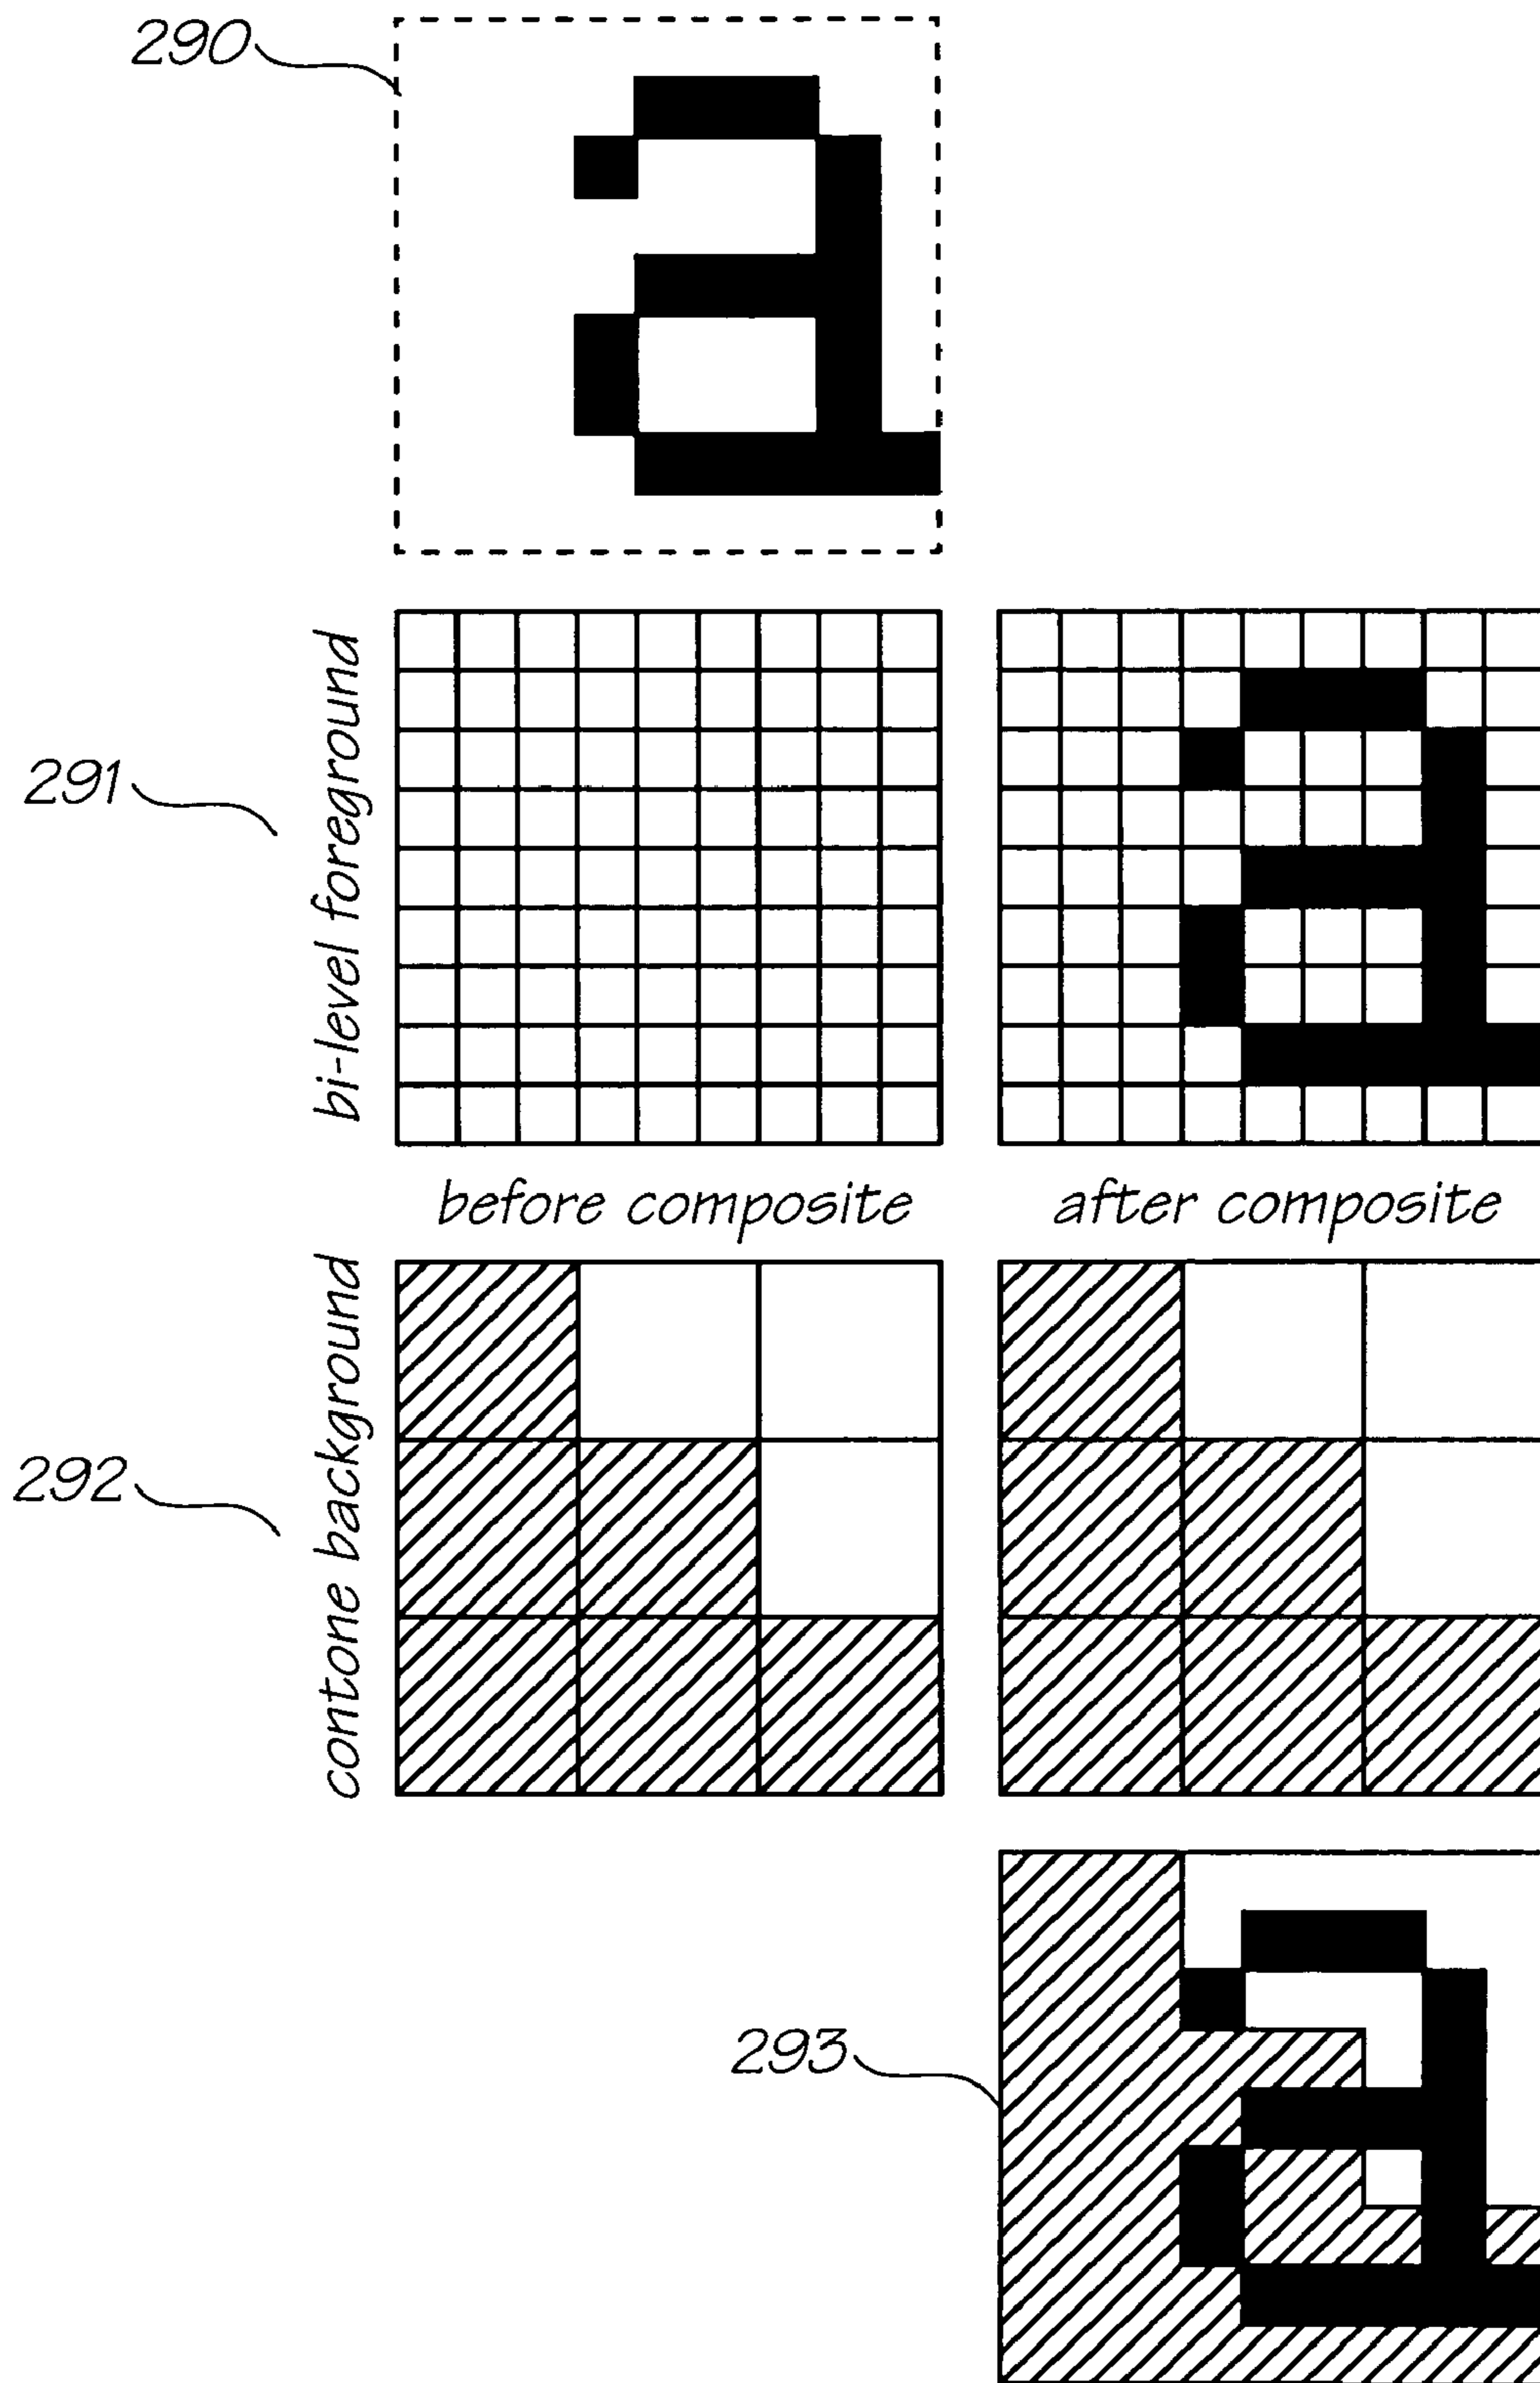 290
a
291
bi-level foreground
a
before composite
after composite
292
contone background
293
a